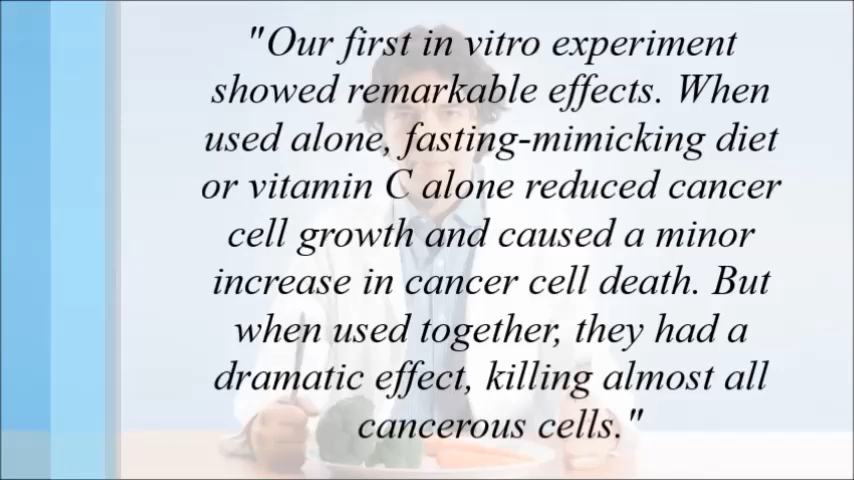 "Our first in vitro experiment
showed remarkable effects. When
used alone, fasting-mimicking diet
or vitamin C alone reduced cancer
cell growth and caused a minor
increase in cancer cell death. But
when used together, they had a
dramatic effect, killing almost all
cancerous cells."